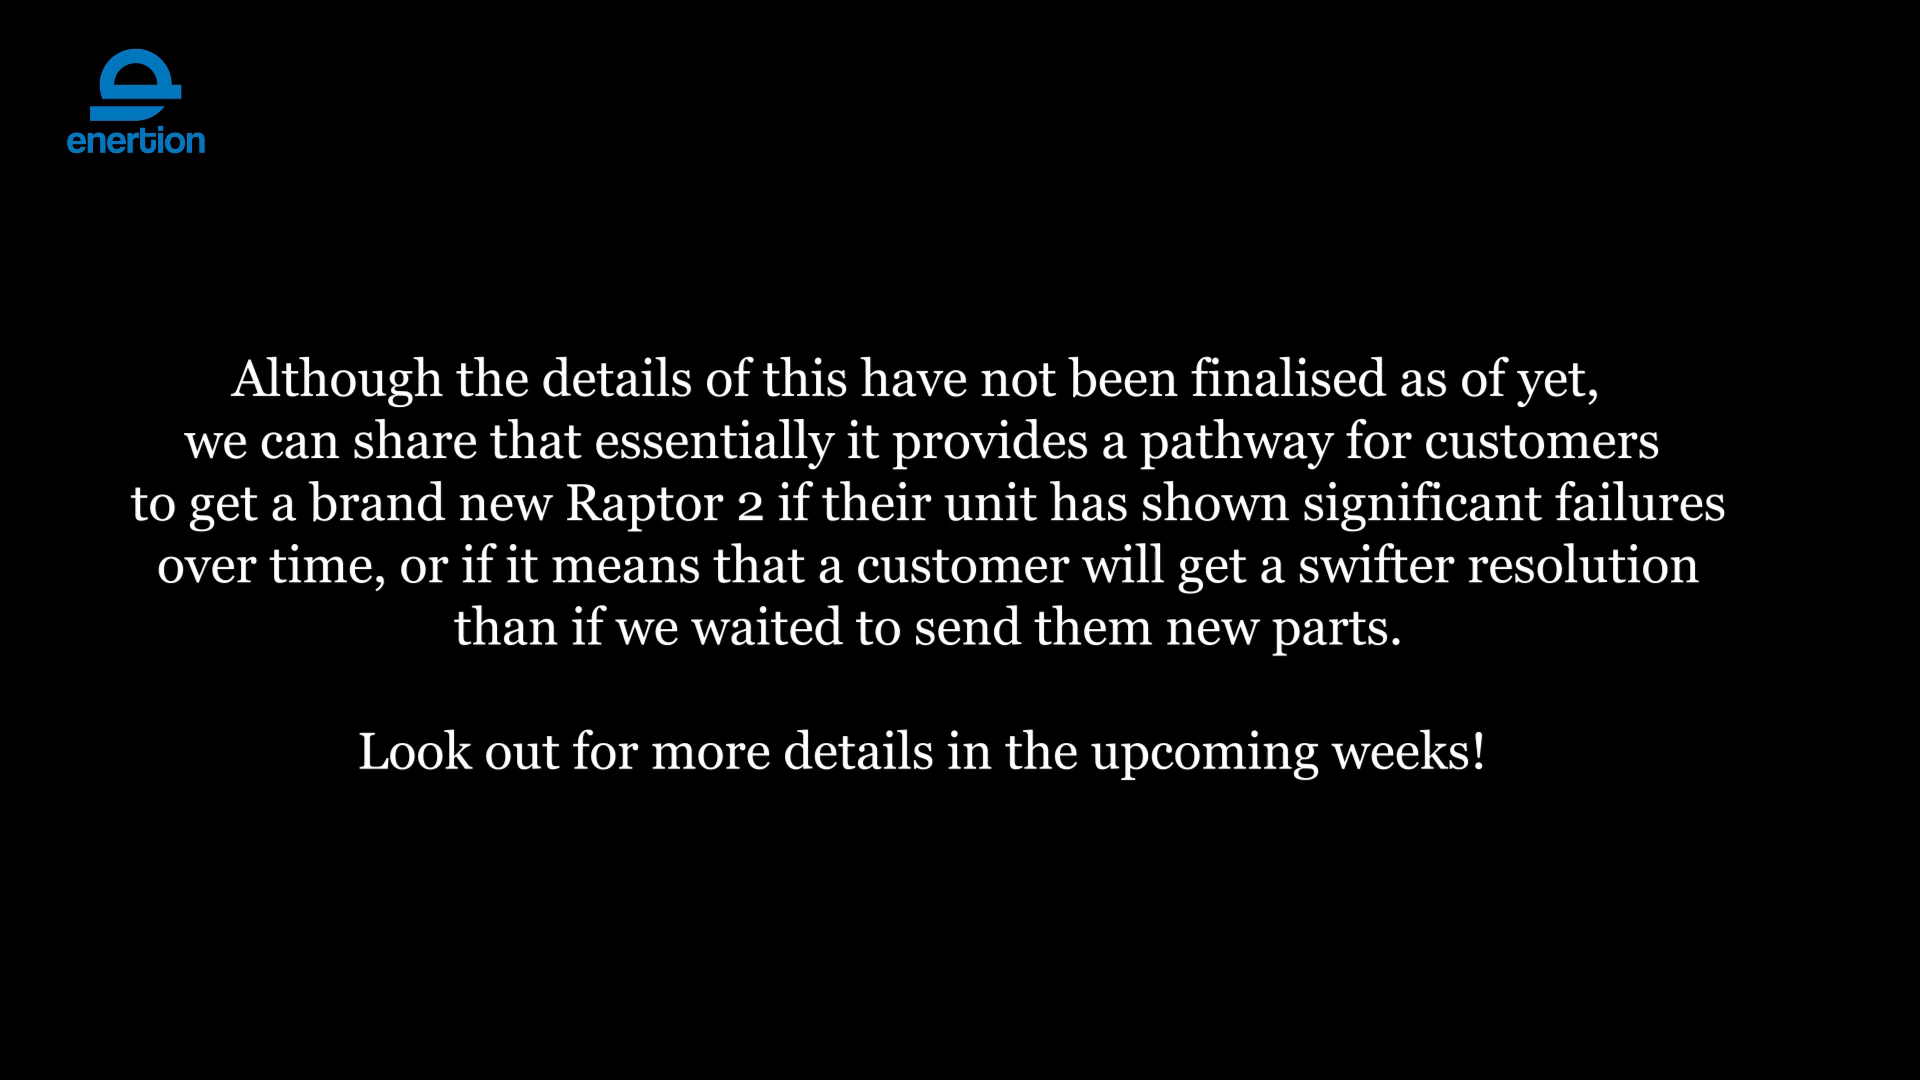 enertion
Although the details of this have not been finalised as of yet,
we can share that essentially it provides a pathway for customers
to get a brand new Raptor 2 if their unit has shown significant failures
over time, or if it means that a customer will get a swifter resolution
than if we waited to send them new parts.
Look out for more details in the upcoming weeks!